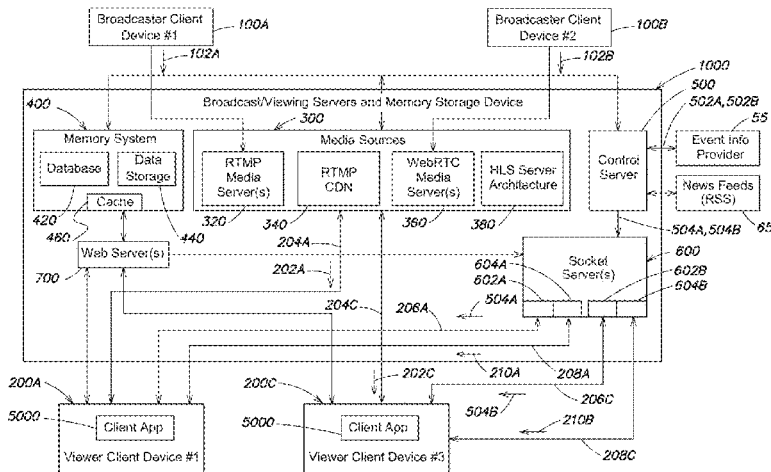 Broadcaster Client
Device #1
100A
102A
Broadcaster Client
Device #2
100B
102B
1000
Broadcast/Viewing Servers and Memory Storage Device
400
300
500
502A, 502B
Memory System
Database
Data
Storage
Cache
420
440
460
Media Sources
RTMP
Media
Server(s)
RTMP
CDN
WebRTC
Media
Server(s)
HLS Server
Architecture
320
340
360
380
Control
Server
Event Info
Provider
55
News Feeds
(RSS)
65
504A, 504B
Web Server(s)
700
204A
202A
204C
Socket
Server(s)
600
602A
604A
602B
604B
504A
206A
210A
208A
202C
206C
504B
210B
208C
200A
5000
Client App
Viewer Client Device #1
200C
5000
Client App
Viewer Client Device #3